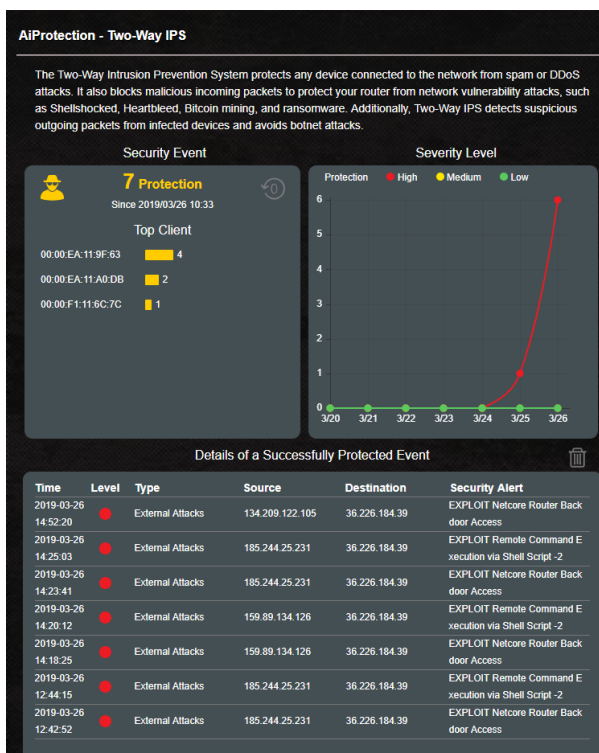 AiProtection - Two-Way IPS
The Two-Way Intrusion Prevention System protects any device connected to the network from spam or DDoS
attacks. It also blocks malicious incoming packets to protect your router from network vulnerability attacks, such
as Shellshocked, Heartbleed, Bitcoin mining, and ransomware. Additionally, Two-Way IPS detects suspicious
outgoing packets from infected devices and avoids botnet attacks.
Security Event
7 Protection
0
Since 2019/03/26 10:33
Top Client
00:00:EA:11:9F:63 4
00:00:EA:11:A0:DB 2
00:00:F1:11:6C:7C 1
Severity Level
Protection High Medium Low
6
5
4
3
2
1
0
3/20 3/21 3/22 3/23 3/24 3/25 3/26
Details of a Successfully Protected Event
Time Level Type Source Destination Security Alert
2019-03-26 EXPLOIT Netcore Router Back
14:52:20 External Attacks 134.209.122.105 36.226.184.39 door Access
2019-03-26 EXPLOIT Remote Command E
14:25:03 External Attacks 185.244.25.231 36.226.184.39 xecution via Shell Script -2
2019-03-26 EXPLOIT Netcore Router Back
14:23:41 External Attacks 185.244.25.231 36.226.184.39 door Access
2019-03-26 EXPLOIT Remote Command E
14:20:12 External Attacks 159.89.134.126 36.226.184.39 xecution via Shell Script -2
2019-03-26 EXPLOIT Netcore Router Back
14:18:25 External Attacks 159.89.134.126 36.226.184.39 door Access
2019-03-26 EXPLOIT Remote Command E
12:44:15 External Attacks 185.244.25.231 36.226.184.39 xecution via Shell Script -2
2019-03-26 EXPLOIT Netcore Router Back
12:42:52 External Attacks 185.244.25.231 36.226.184.39 door Access